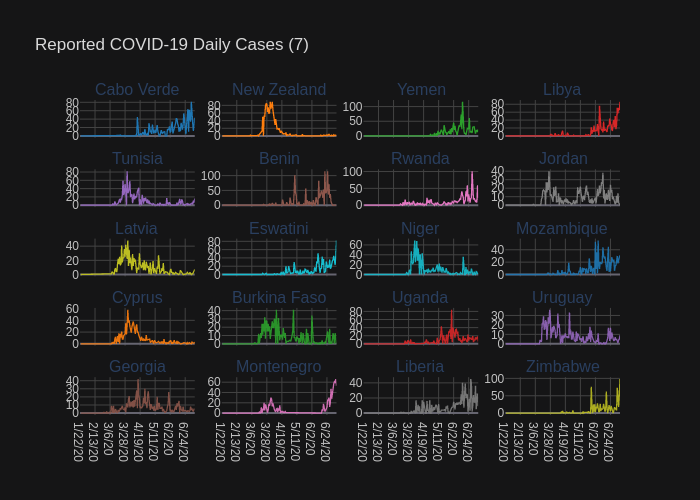 Reported COVID-19 Daily Cases (7)
Cabo Verde New Zealand Yemen Libya
80 60 40 20 0
80 60 40 20 0
100 50 0
80 60 40 20 0
Tunisia Benin Rwanda Jordan
80 60 40 20 0
100 50 0
100 50 0
40 30 20 10 0
Latvia Eswatini Niger Mozambique
40 20 0
80 60 40 20 0
60 40 20 0
40 20 0
Cyprus Burkina Faso Uganda Uruguay
60 40 20 0
40 30 20 10 0
80 60 40 20 0
30 20 10 0
Georgia Montenegro Liberia Zimbabwe
40 30 20 10 0
60 40 20 0
40 20 0
100 50 0
1/22/20 2/13/20 3/6/20 3/28/20 4/19/20 5/11/20 6/2/20 6/24/20
1/22/20 2/13/20 3/6/20 3/28/20 4/19/20 5/11/20 6/2/20 6/24/20
1/22/20 2/13/20 3/6/20 3/28/20 4/19/20 5/11/20 6/2/20 6/24/20
1/22/20 2/13/20 3/6/20 3/28/20 4/19/20 5/11/20 6/2/20 6/24/20